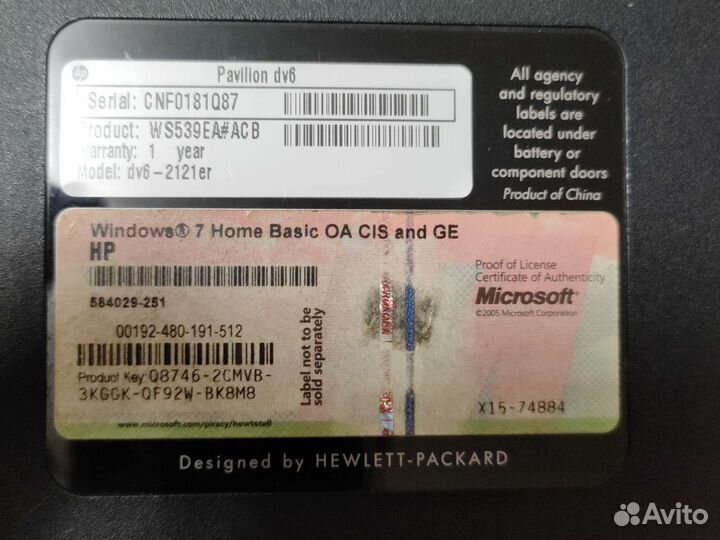 hp
Pavilion dv6
Serial: CNF0181Q87
Product: WS539EA#ACB
Warranty: 1 year
Model: dv6-2121er
All agency
and regulatory
labels are
located under
battery or
component doors
Product of China
Windows® 7 Home Basic OA CIS and GE
HP
584029-251
00192-480-191-512
Product Key: Q8746-2CMVB-
3KGGK-QF92W-BK8M8
www.microsoft.com/piracy/howtotell
Label not to be
sold separately
Proof of License
Certificate of Authenticity
Microsoft®
©2005 Microsoft Corporation
X15-74884
Designed by HEWLETT-PACKARD
Avito